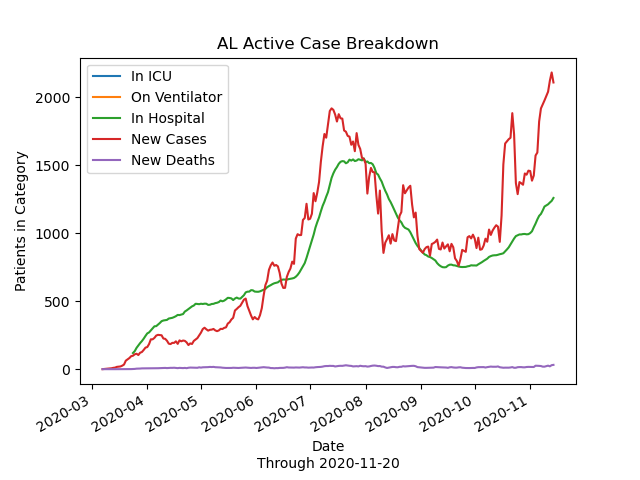 AL Active Case Breakdown
In ICU
On Ventilator
In Hospital
New Cases
New Deaths
Patients in Category
2000
1500
1000
500
0
2020-03
2020-04
2020-05
2020-06
2020-07
2020-08
2020-09
2020-10
2020-11
Date
Through 2020-11-20